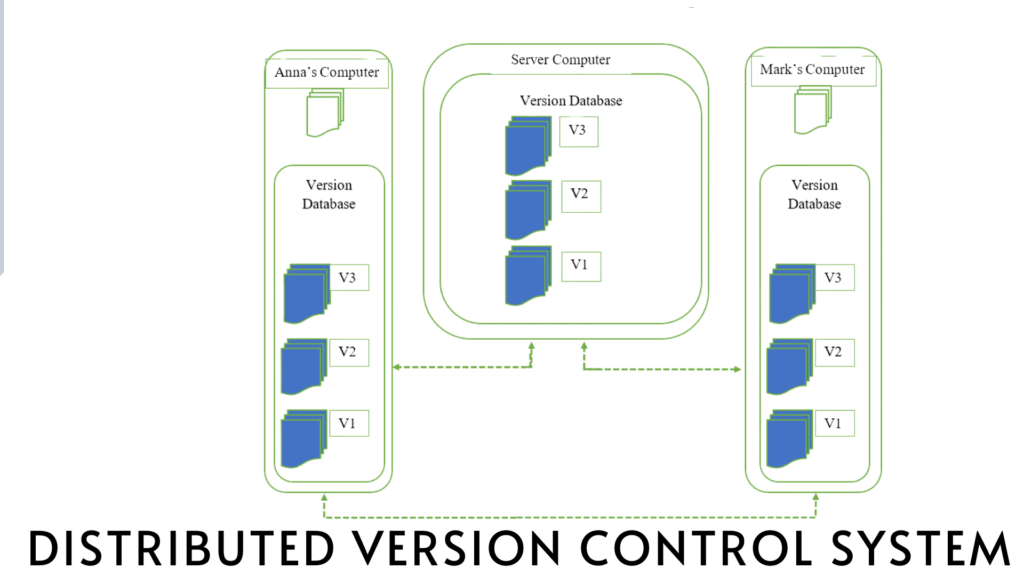 Anna's Computer
Version
Database
V3
V2
V1
Server Computer
Version Database
V3
V2
V1
Mark's Computer
Version
Database
V3
V2
V1
DISTRIBUTED VERSION CONTROL SYSTEM